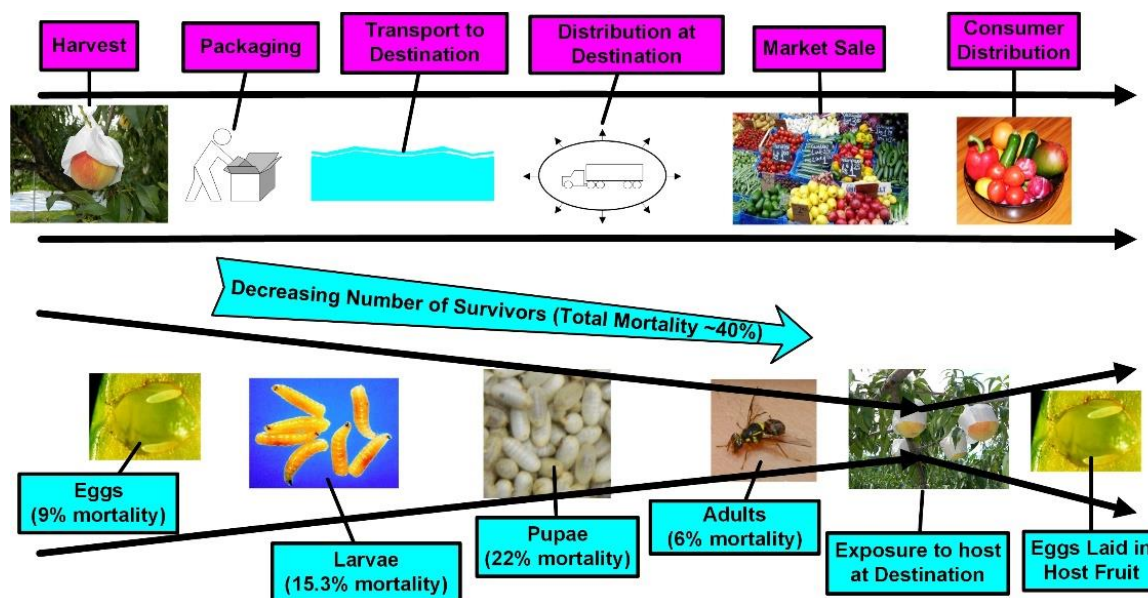 Harvest
Packaging
Transport to
Destination
Distribution at
Destination
Market Sale
Consumer
Distribution
Decreasing Number of Survivors (Total Mortality ~40%)
Eggs
(9% mortality)
Larvae
(15.3% mortality)
Pupae
(22% mortality)
Adults
(6% mortality)
Exposure to host
at Destination
Eggs Laid in
Host Fruit